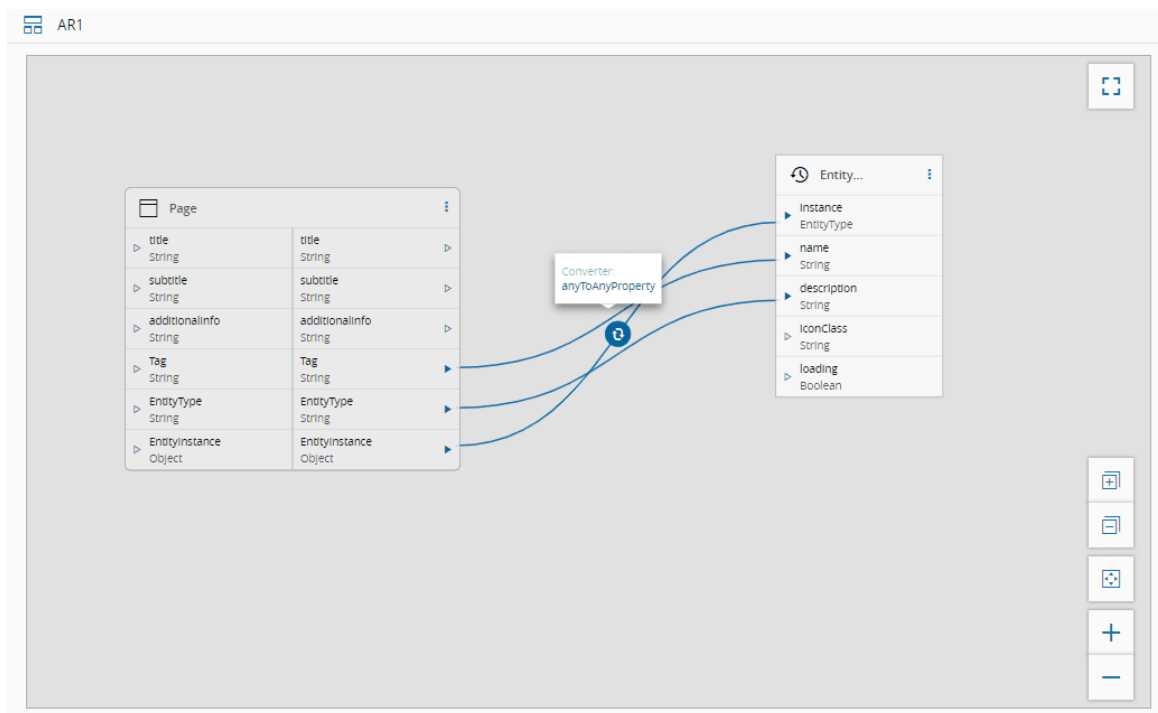 AR1
Page
title
String
title
String
subtitle
String
subtitle
String
additionalInfo
String
additionalInfo
String
Tag
String
Tag
String
EntityType
String
EntityType
String
EntityInstance
Object
EntityInstance
Object
Converter:
anyToAnyProperty
Entity...
Instance
EntityType
name
String
description
String
iconClass
String
loading
Boolean